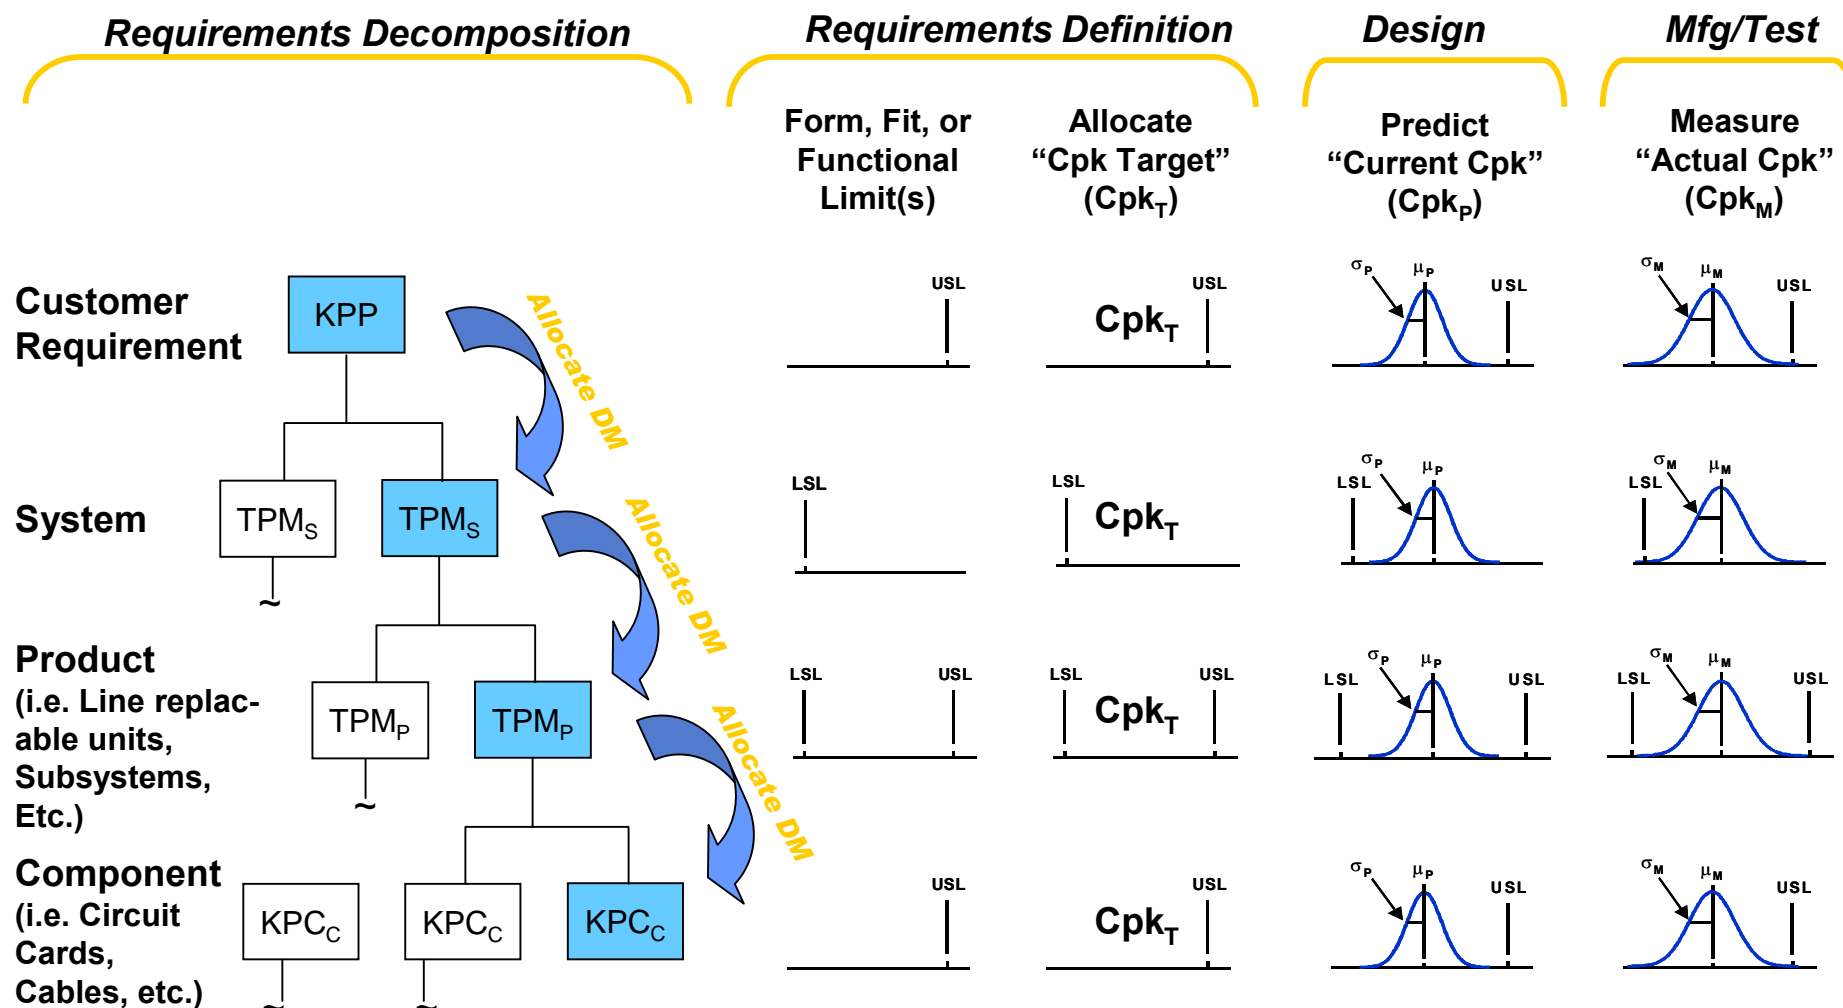 Requirements Decomposition
Requirements Definition
Design
Mfg/Test
Form, Fit, or
Functional
Limit(s)
Allocate
“Cpk Target”
(CpkT)
Predict
“Current Cpk”
(CpkP)
Measure
“Actual Cpk”
(CpkM)
Customer
Requirement
KPP
Allocate DM
USL
CpkT
USL
σP
μP
USL
σM
μM
USL
System
TPMS
TPMS
~
Allocate DM
LSL
LSL
CpkT
LSL
σP
μP
LSL
σM
μM
Product
(i.e. Line replac-
able units,
Subsystems,
Etc.)
TPMP
TPMP
~
Allocate DM
LSL
USL
LSL
CpkT
USL
LSL
σP
μP
USL
LSL
σM
μM
USL
Component
(i.e. Circuit
Cards,
Cables, etc.)
KPCC
KPCC
KPCC
~
~
USL
CpkT
USL
σP
μP
USL
σM
μM
USL